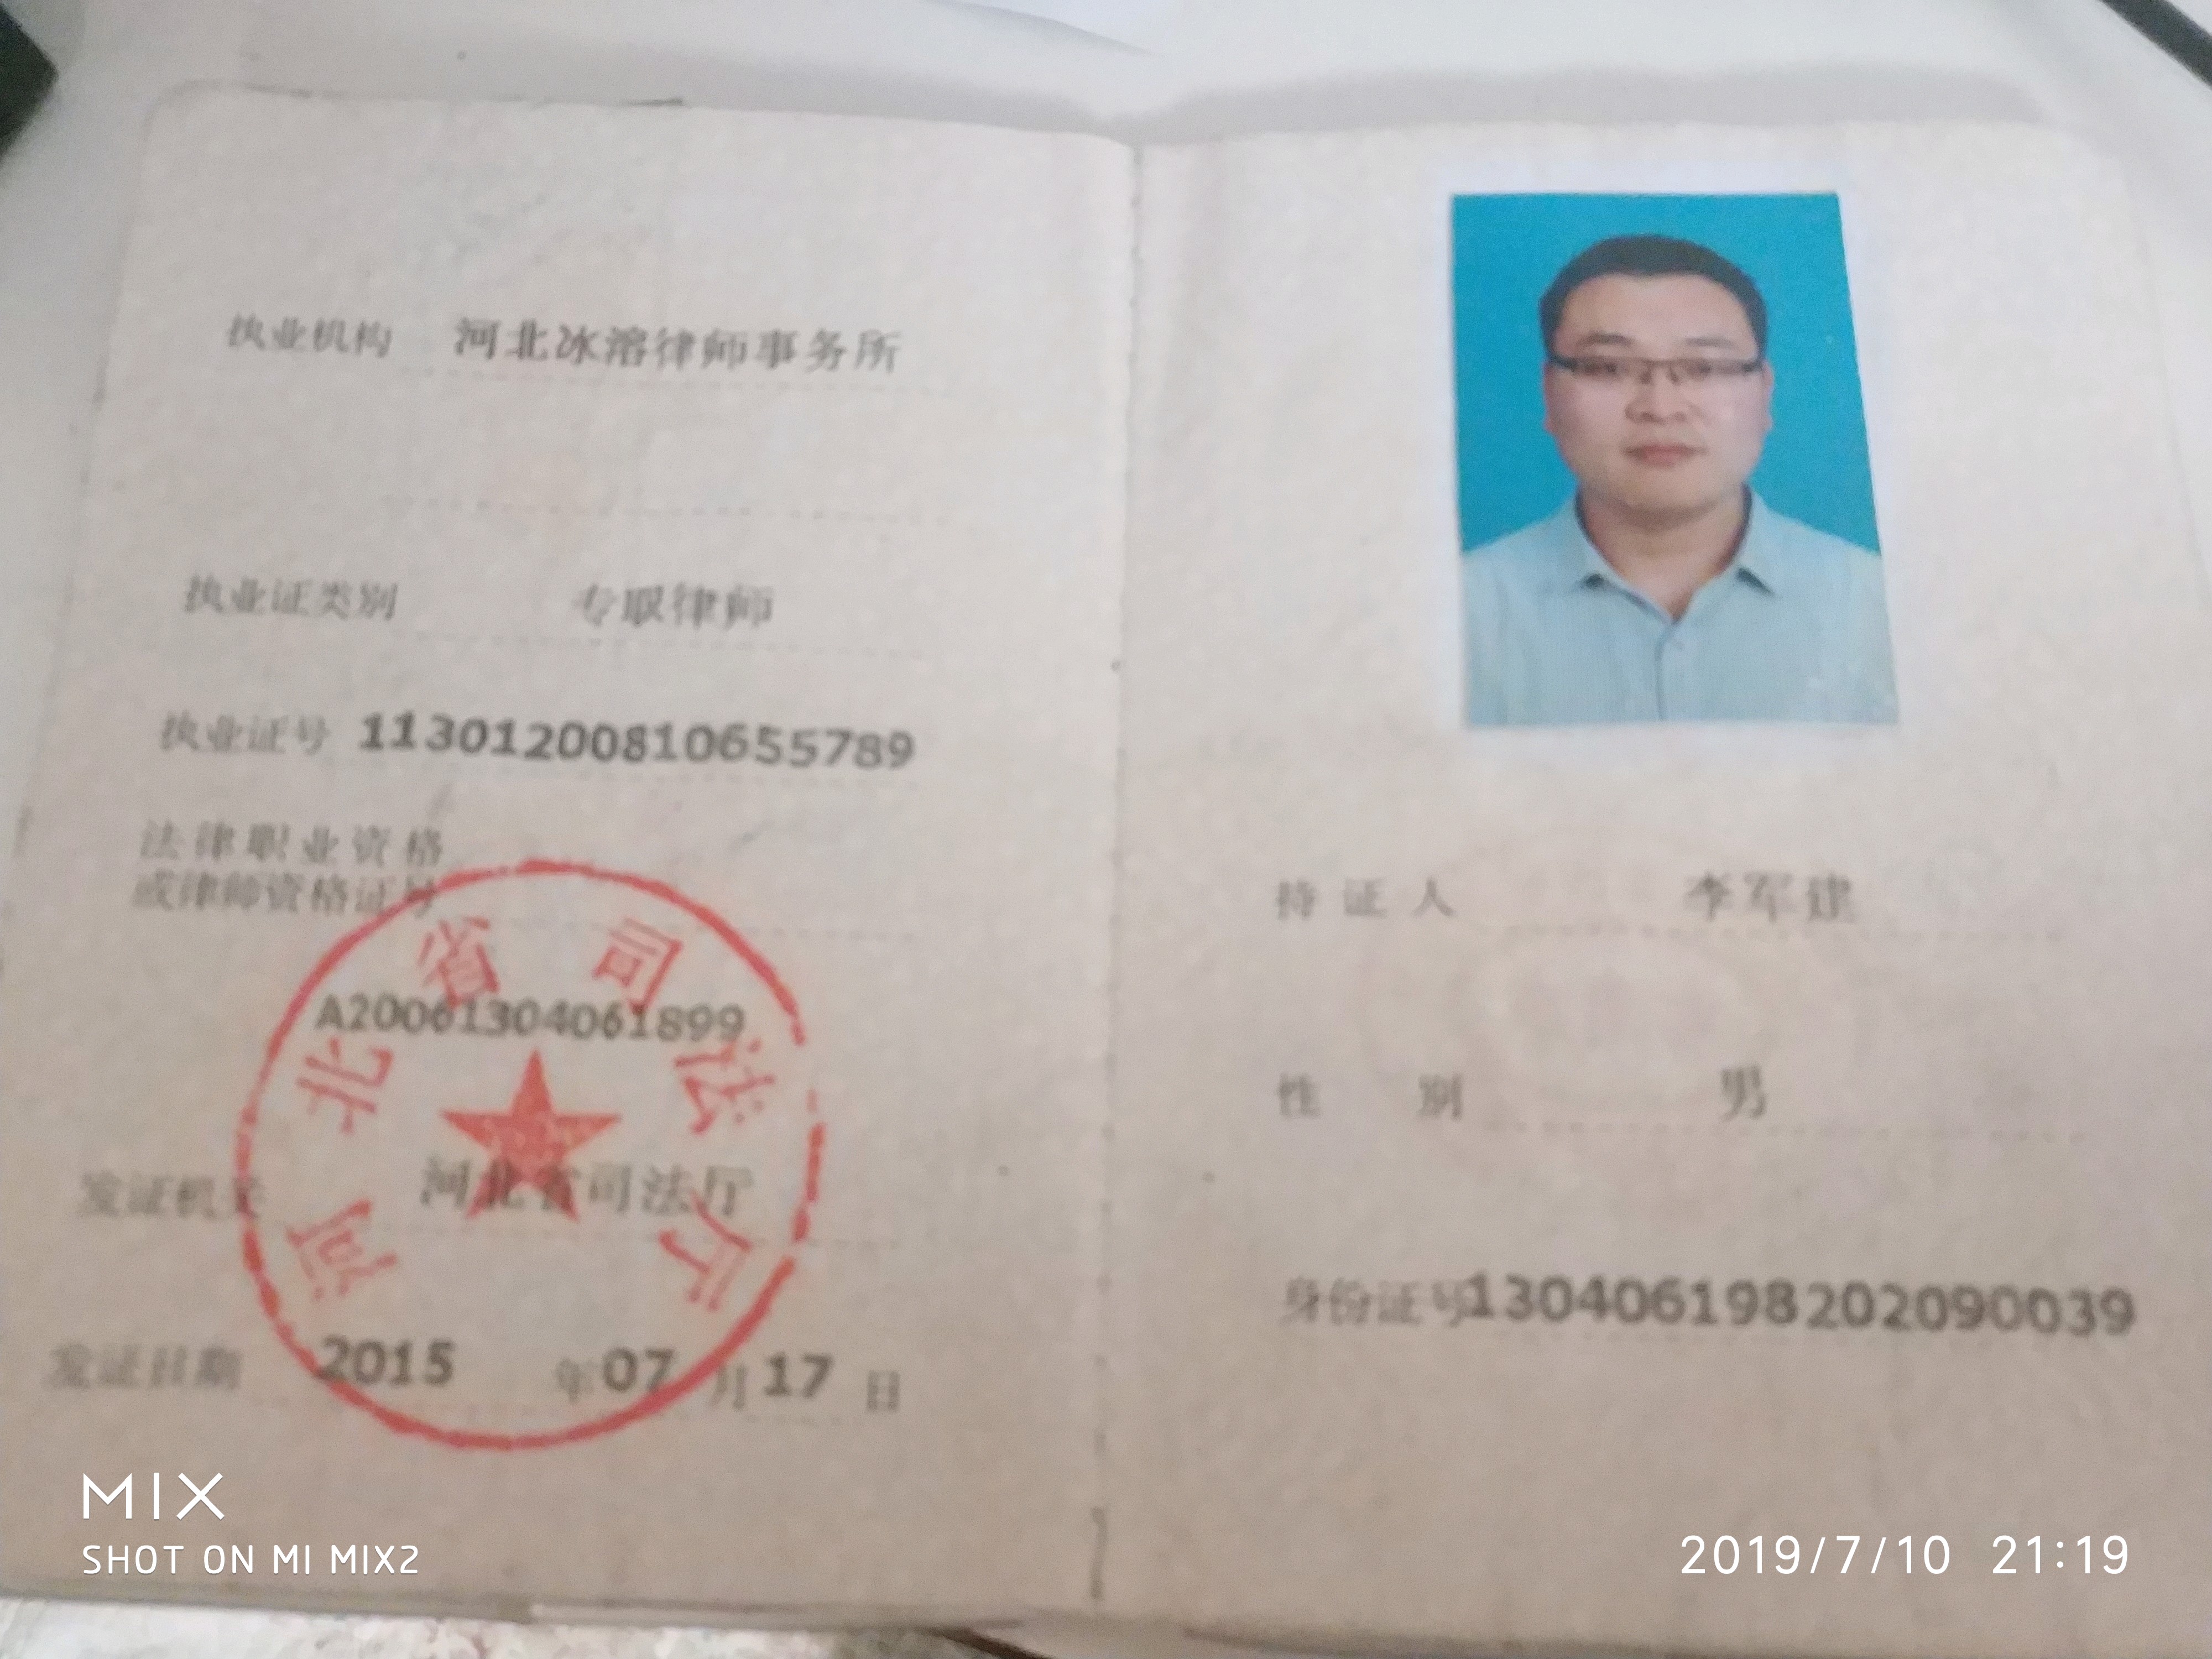 执业机构 河北冰溶律师事务所
执业证类别 专职律师
执业证号 11301200810655789
法律职业资格
或律师资格证号
A20061304061899
发证机关 河北省司法厅
发证日期 2015 年 07 月 17 日
河北省司法厅
持证人 李军建
性别 男
身份证号 130406198202090039
MIX
SHOT ON MI MIX2
2019/7/10 21:19